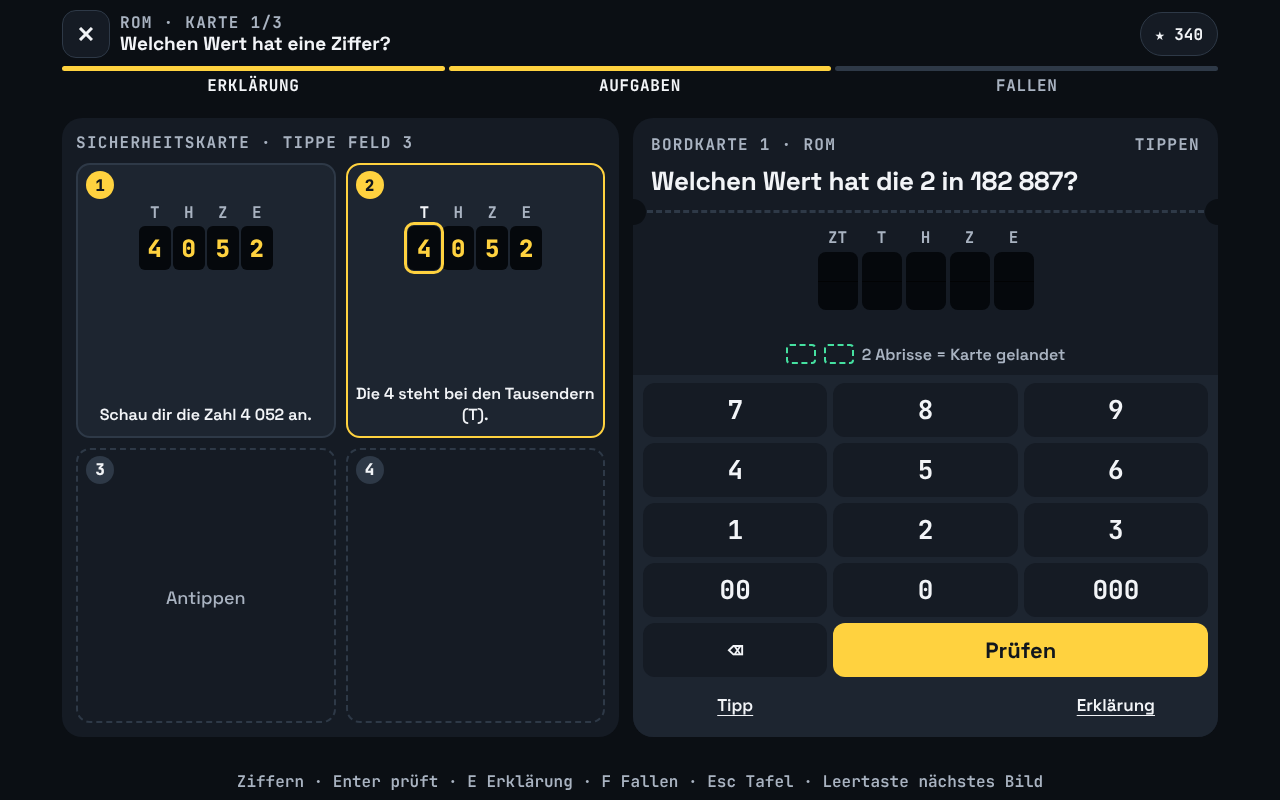 ✕
ROM · KARTE 1/3
Welchen Wert hat eine Ziffer?
★ 340
ERKLÄRUNG
AUFGABEN
FALLEN
SICHERHEITSKARTE · TIPPE FELD 3
1
T H Z E
4 0 5 2
Schau dir die Zahl 4 052 an.
2
T H Z E
4 0 5 2
Die 4 steht bei den Tausendern
(T).
3
Antippen
4
BORDKARTE 1 · ROM
TIPPEN
Welchen Wert hat die 2 in 182 887?
ZT T H Z E
2 Abrisse = Karte gelandet
7 8 9
4 5 6
1 2 3
00 0 000
⌫ Prüfen
Tipp
Erklärung
Ziffern · Enter prüft · E Erklärung · F Fallen · Esc Tafel · Leertaste nächstes Bild